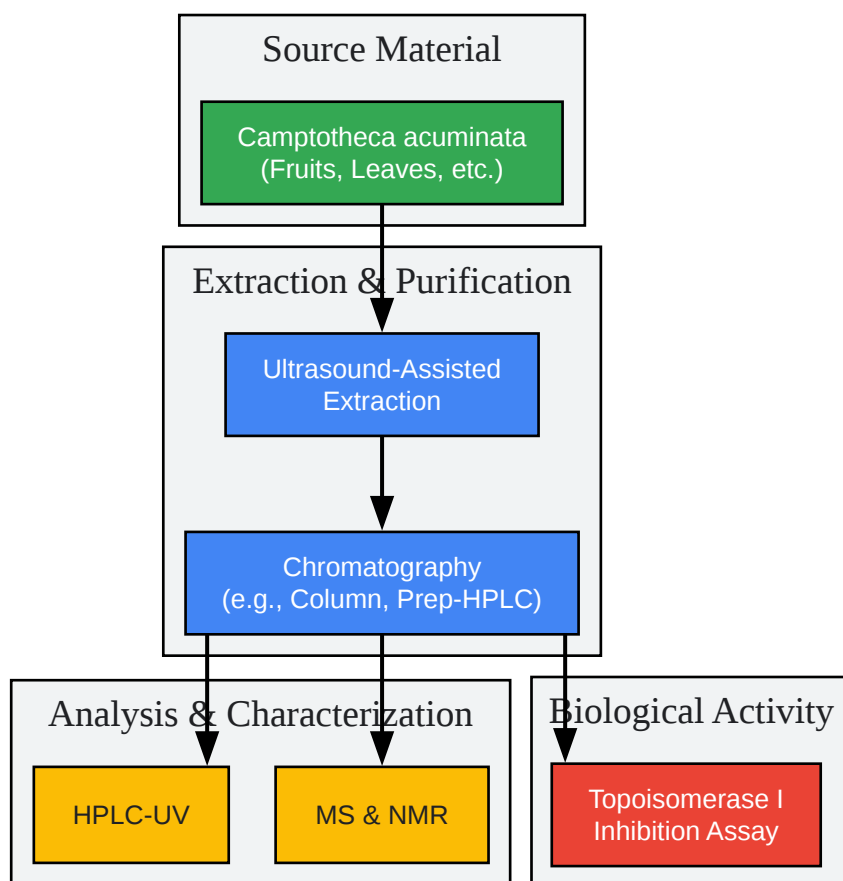 Source Material
Camptotheca acuminata
(Fruits, Leaves, etc.)
Extraction & Purification
Ultrasound-Assisted
Extraction
Chromatography
(e.g., Column, Prep-HPLC)
Analysis & Characterization
HPLC-UV
MS & NMR
Biological Activity
Topoisomerase I
Inhibition Assay